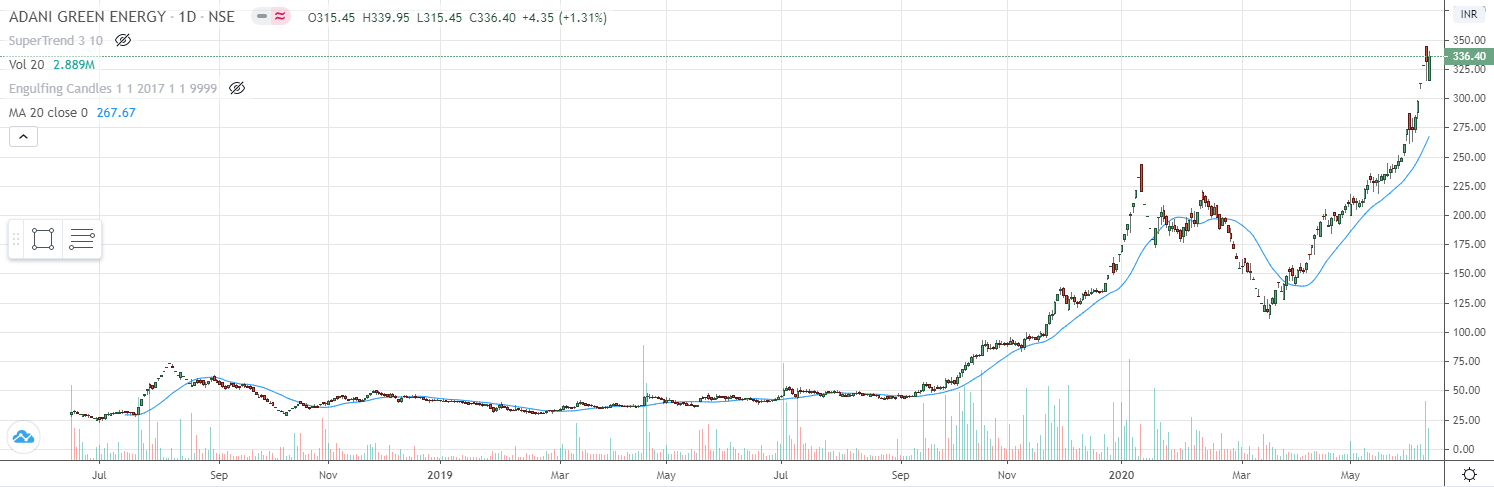 ADANI GREEN ENERGY · 1D · NSE O315.45 H339.95 L315.45 C336.40 +4.35 (+1.31%) INR
SuperTrend 3 10
350.00
336.40
Vol 20 2.889M
325.00
Engulfing Candles 1 1 2017 1 1 9999
300.00
MA 20 close 0 267.67
275.00
250.00
225.00
200.00
175.00
150.00
125.00
100.00
75.00
50.00
25.00
0.00
Jul Sep Nov 2019 Mar May Jul Sep Nov 2020 Mar May